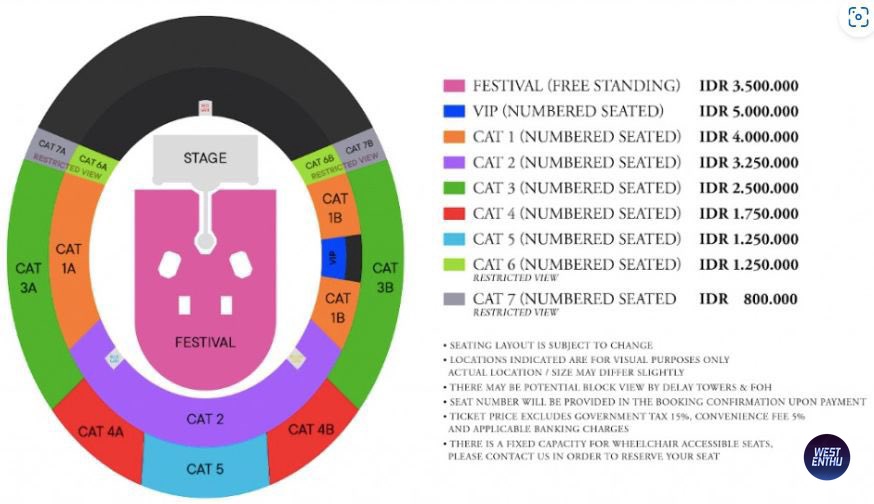 CAT 7A
CAT 6A
RESTRICTED VIEW
STAGE
CAT 6B
CAT 7B
RESTRICTED VIEW
CAT
1B
CAT
3A
CAT
1A
VIP
CAT
3B
CAT
1B
FESTIVAL
CAT 2
CAT 4A
CAT 4B
CAT 5
FESTIVAL (FREE STANDING) IDR 3.500.000
VIP (NUMBERED SEATED) IDR 5.000.000
CAT 1 (NUMBERED SEATED) IDR 4.000.000
CAT 2 (NUMBERED SEATED) IDR 3.250.000
CAT 3 (NUMBERED SEATED) IDR 2.500.000
CAT 4 (NUMBERED SEATED) IDR 1.750.000
CAT 5 (NUMBERED SEATED) IDR 1.250.000
CAT 6 (NUMBERED SEATED) IDR 1.250.000
RESTRICTED VIEW
CAT 7 (NUMBERED SEATED IDR 800.000
RESTRICTED VIEW
• SEATING LAYOUT IS SUBJECT TO CHANGE
• LOCATIONS INDICATED ARE FOR VISUAL PURPOSES ONLY
ACTUAL LOCATION / SIZE MAY DIFFER SLIGHTLY
• THERE MAY BE POTENTIAL BLOCK VIEW BY DELAY TOWERS & FOH
• SEAT NUMBER WILL BE PROVIDED IN THE BOOKING CONFIRMATION UPON PAYMENT
• TICKET PRICE EXCLUDES GOVERNMENT TAX 15%, CONVENIENCE FEE 5%
AND APPLICABLE BANKING CHARGES
• THERE IS A FIXED CAPACITY FOR WHEELCHAIR ACCESSIBLE SEATS,
PLEASE CONTACT US IN ORDER TO RESERVE YOUR SEAT
WEST
ENTHU